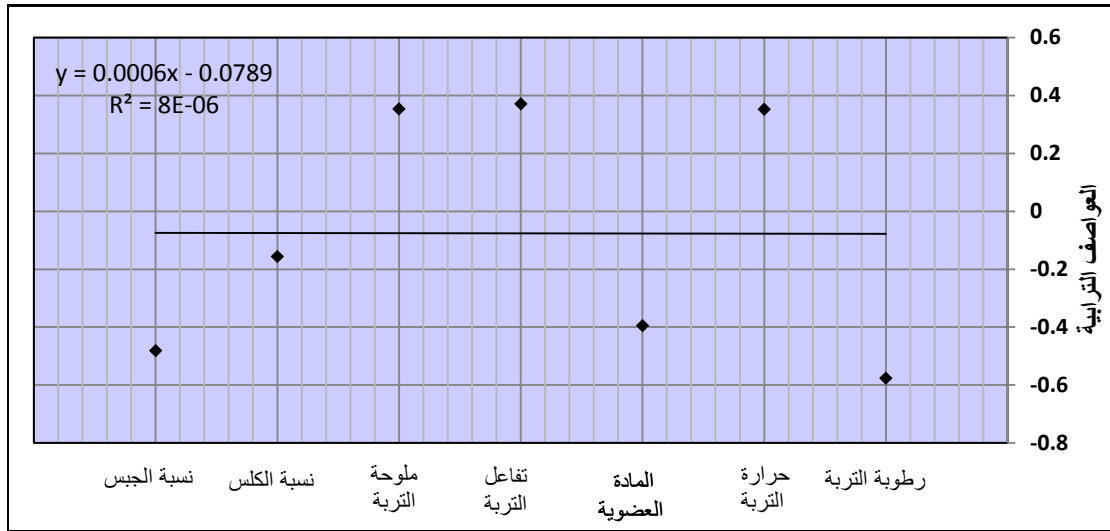 y = 0.0006x - 0.0789
R² = 8E-06
0.6
0.4
0.2
0
-0.2
-0.4
-0.6
-0.8
العواصف الترابية
رطوبة التربة
حرارة
التربة
المادة
العضوية
تفاعل
التربة
ملوحة
التربة
نسبة الكلس
نسبة الجبس